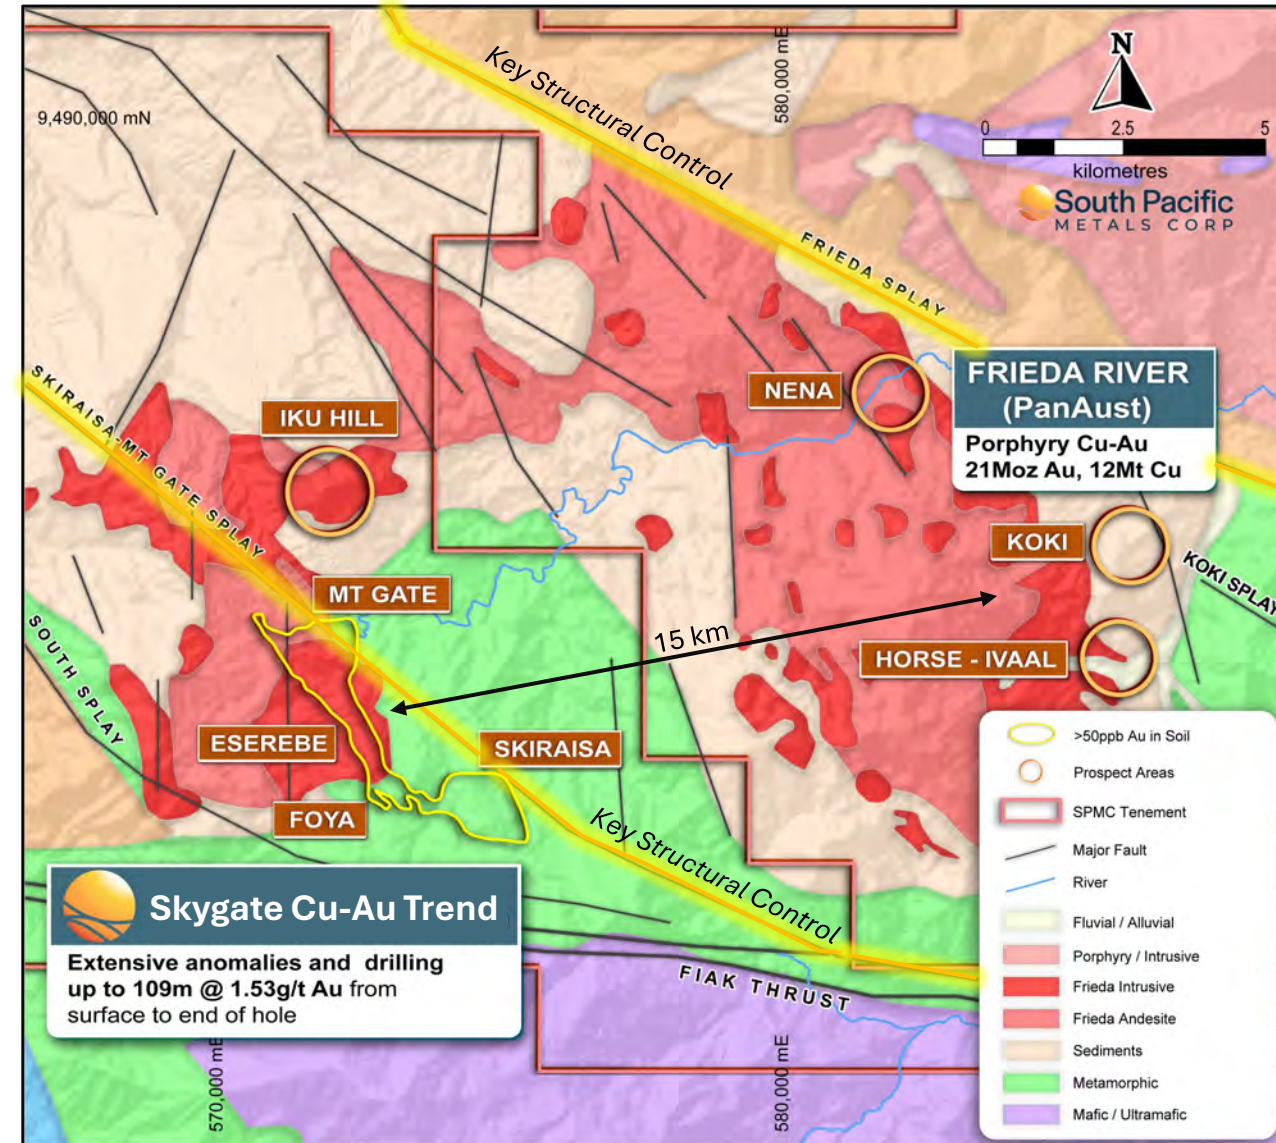 Key Structural Control
580,000 mE
N
9,490,000 mN
0 2.5 5
kilometres
South Pacific
METALS CORP
FRIEDA SPLAY
SKIRAISA-MT GATE SPLAY
IKU HILL
NENA
FRIEDA RIVER
(PanAust)
Porphyry Cu-Au
21Moz Au, 12Mt Cu
KOKI
KOKI SPLAY
MT GATE
15 km
HORSE - IVAAL
SOUTH SPLAY
ESEREBE
SKIRAISA
FOYA
Key Structural Control
Skygate Cu-Au Trend
Extensive anomalies and drilling
up to 109m @ 1.53g/t Au from
surface to end of hole
FIAK THRUST
570,000 mE
580,000 mE
>50ppb Au in Soil
Prospect Areas
SPMC Tenement
Major Fault
River
Fluvial / Alluvial
Porphyry / Intrusive
Frieda Intrusive
Frieda Andesite
Sediments
Metamorphic
Mafic / Ultramafic